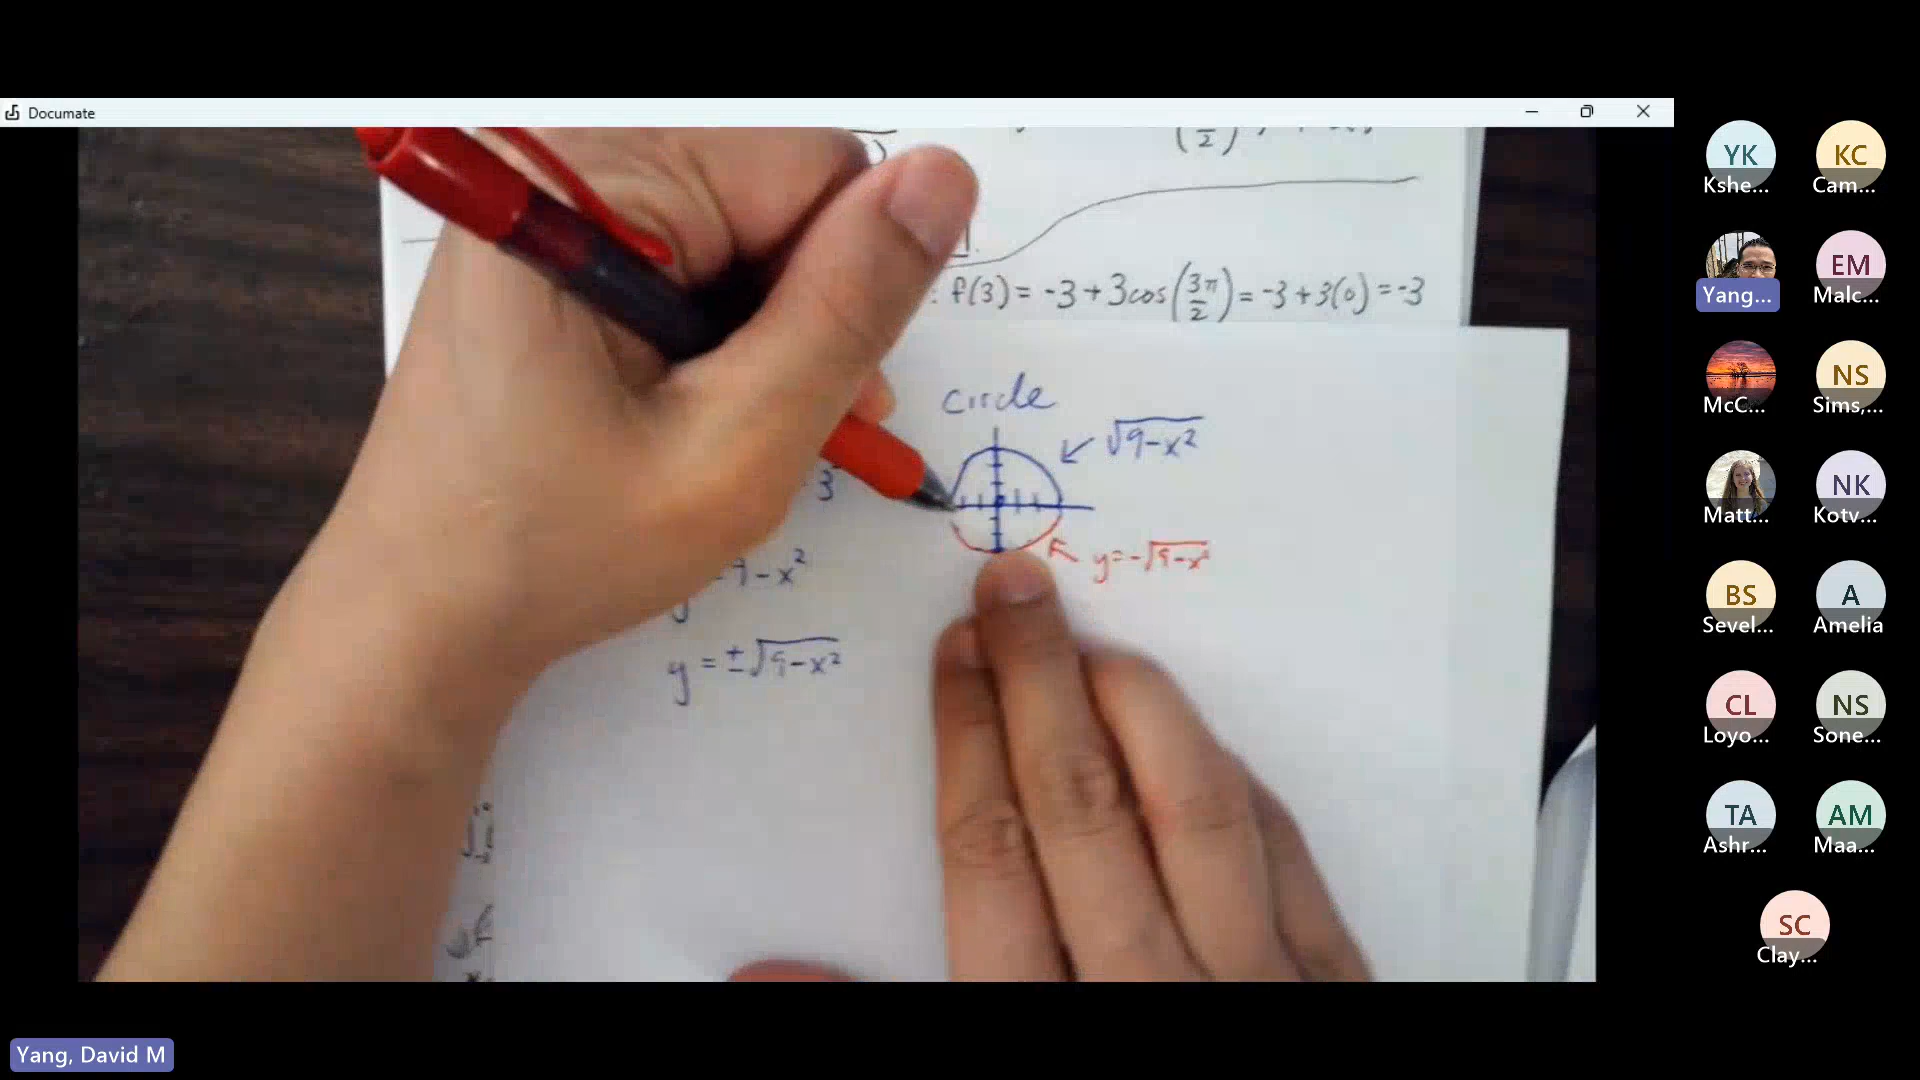 Documate
f(3) = -3 + 3cos(3π/2) = -3 + 3(0) = -3
circle
√9-x²
3
9 - x²
y = -√9-x²
y = ±√9-x²
YK
Kshe...
KC
Cam...
Yang...
EM
Malc...
McC...
NS
Sims,...
Matt...
NK
Kotv...
BS
Sevel...
A
Amelia
CL
Loyo...
NS
Sone...
TA
Ashr...
AM
Maa...
SC
Clay...
Yang, David M